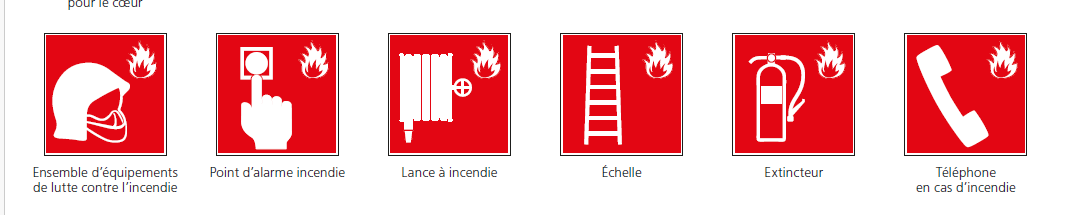 pour le cœur
Ensemble d'équipements
de lutte contre l'incendie
Point d'alarme incendie
Lance à incendie
Échelle
Extincteur
Téléphone
en cas d'incendie